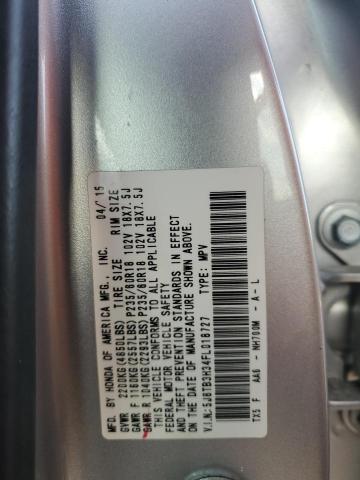 MFD. BY HONDA OF AMERICA MFG., INC. 04/'15
TIRE SIZE RIM SIZE
GVWR 2200KG(4850LBS)
GAWR F 1160KG(2557LBS) P235/60R18 102V 18X7.5J
GAWR R 1040KG(2293LBS) P235/60R18 102V 18X7.5J
THIS VEHICLE CONFORMS TO ALL APPLICABLE
FEDERAL MOTOR VEHICLE SAFETY
STANDARDS IN EFFECT
ON THE DATE OF MANUFACTURE SHOWN ABOVE.
V.I.N: 5J8TB3H34FL018727 TYPE: MPV
TX5 F AA6 - NH700M - A - L